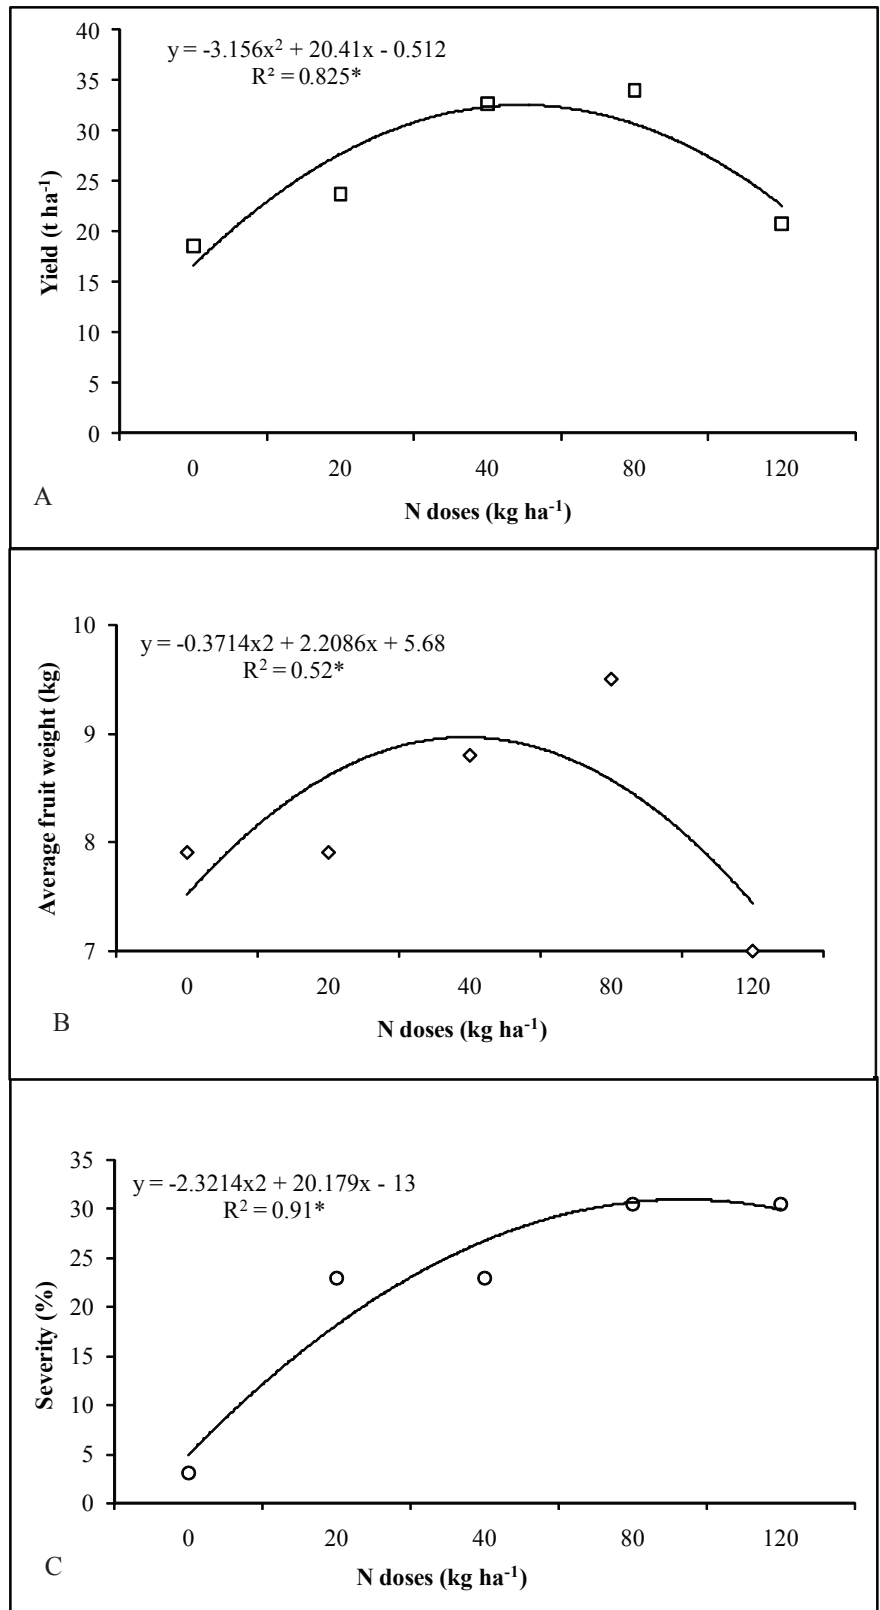 y = -3.156x² + 20.41x - 0.512
R² = 0.825*
40
35
30
25
20
15
10
5
0
Yield (t ha⁻¹)
0 20 40 80 120
N doses (kg ha⁻¹)
A
y = -0.3714x2 + 2.2086x + 5.68
R² = 0.52*
10
9
8
7
Average fruit weight (kg)
0 20 40 80 120
N doses (kg ha⁻¹)
B
y = -2.3214x2 + 20.179x - 13
R² = 0.91*
35
30
25
20
15
10
5
0
Severity (%)
0 20 40 80 120
N doses (kg ha⁻¹)
C